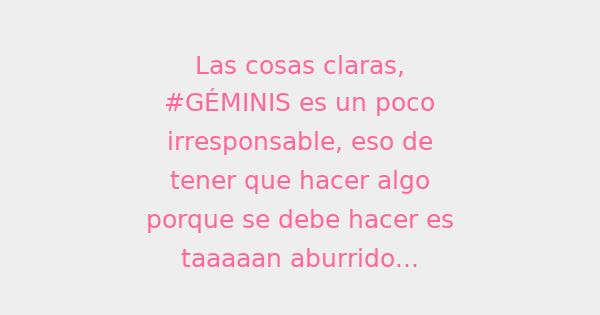 Las cosas claras,
#GÉMINIS es un poco
irresponsable, eso de
tener que hacer algo
porque se debe hacer es
taaaaan aburrido...